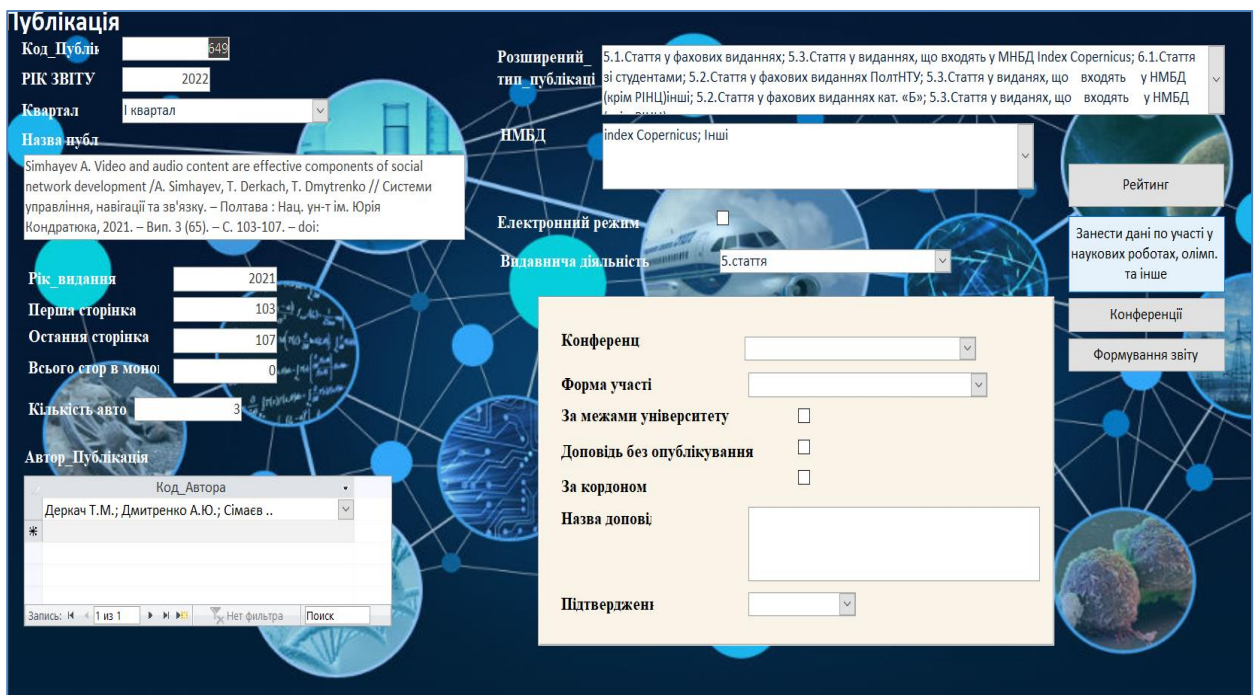 Публікація
Код_Публік
649
РІК ЗВІТУ
2022
Квартал
I квартал
Назва публ
Simhayev A. Video and audio content are effective components of social
network development /A. Simhayev, T. Derkach, T. Dmytrenko // Системи
управління, навігації та зв'язку. – Полтава : Нац. ун-т ім. Юрія
Кондратюка, 2021. – Вип. 3 (65). – С. 103-107. – doi:
Рік_видання
2021
Перша сторінка
103
Остання сторінка
107
Всього стор в моно
0
Кількість авто
3
Автор_Публікація
Код_Автора
Деркач Т.М.; Дмитренко А.Ю.; Сімаєв ..
Запись:
1 из 1
Нет фильтра
Поиск
Розширений_
тип_публікаці
5.1.Стаття у фахових виданнях; 5.3.Стаття у виданнях, що входять у МНБД Index Copernicus; 6.1.Стаття
зі студентами; 5.2.Стаття у фахових виданнях ПолтНТУ; 5.3.Стаття у виданях, що входять у НМБД
(крім РІНЦ)інші; 5.2.Стаття у фахових виданнях кат. «Б»; 5.3.Стаття у виданях, що входять у НМБД
НМБД
index Copernicus; Інші
Електронний режим
Видавнича діяльність
5.стаття
Конференц
Форма участі
За межами університету
Доповідь без опублікування
За кордоном
Назва доповід
Підтверджень
Рейтинг
Занести дані по участі у
наукових роботах, олімп.
та інше
Конференції
Формування звіту